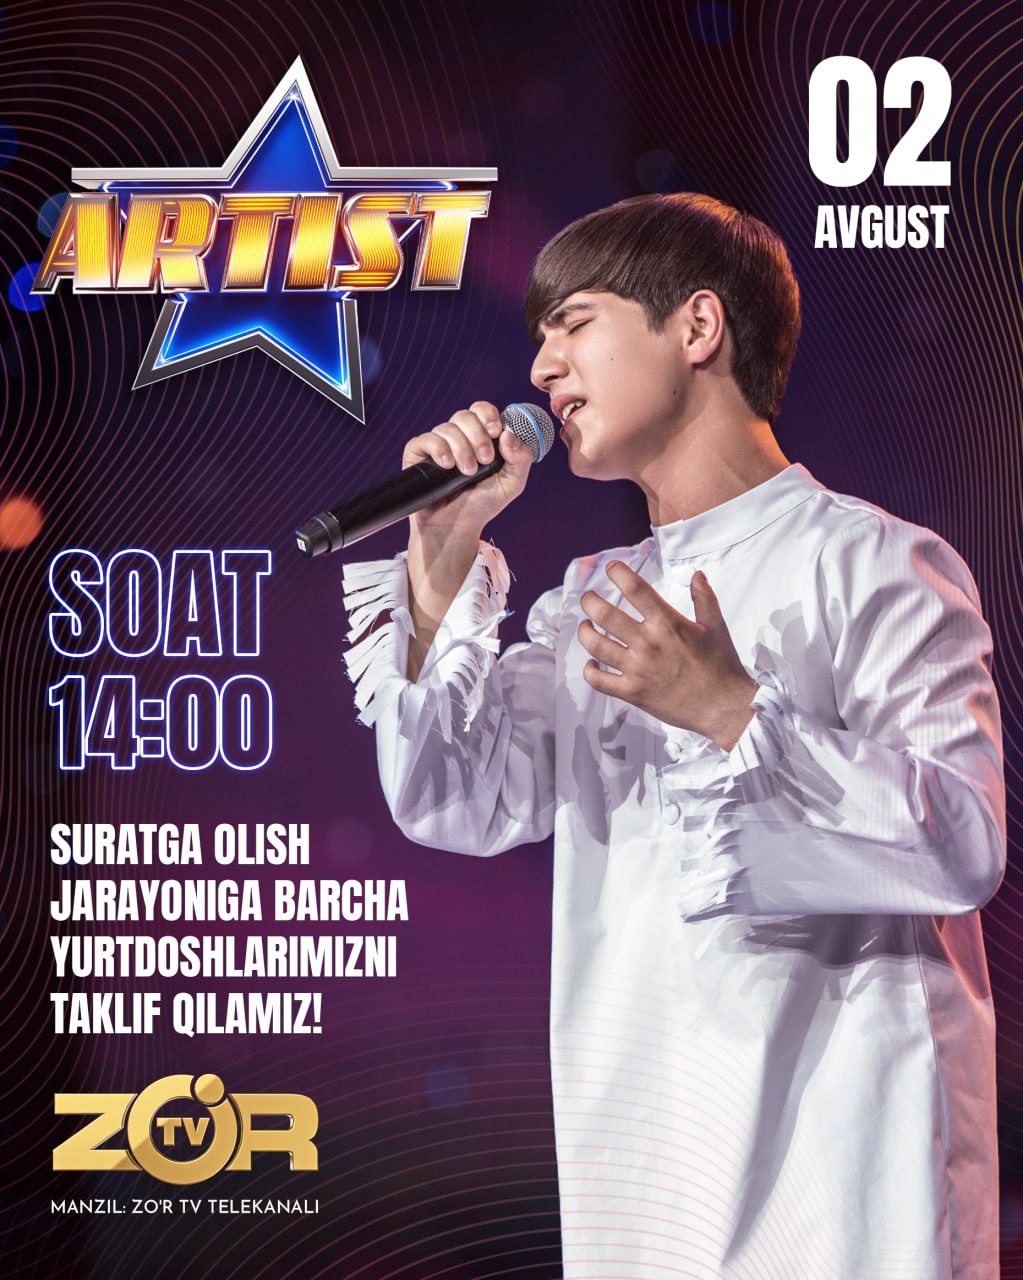 ARTIST
02
AVGUST
SOAT
14:00
SURATGA OLISH
JARAYONIGA BARCHA
YURTDOSHLARIMIZNI
TAKLIF QILAMIZ!
ZO'R TV
MANZIL: ZO'R TV TELEKANALI